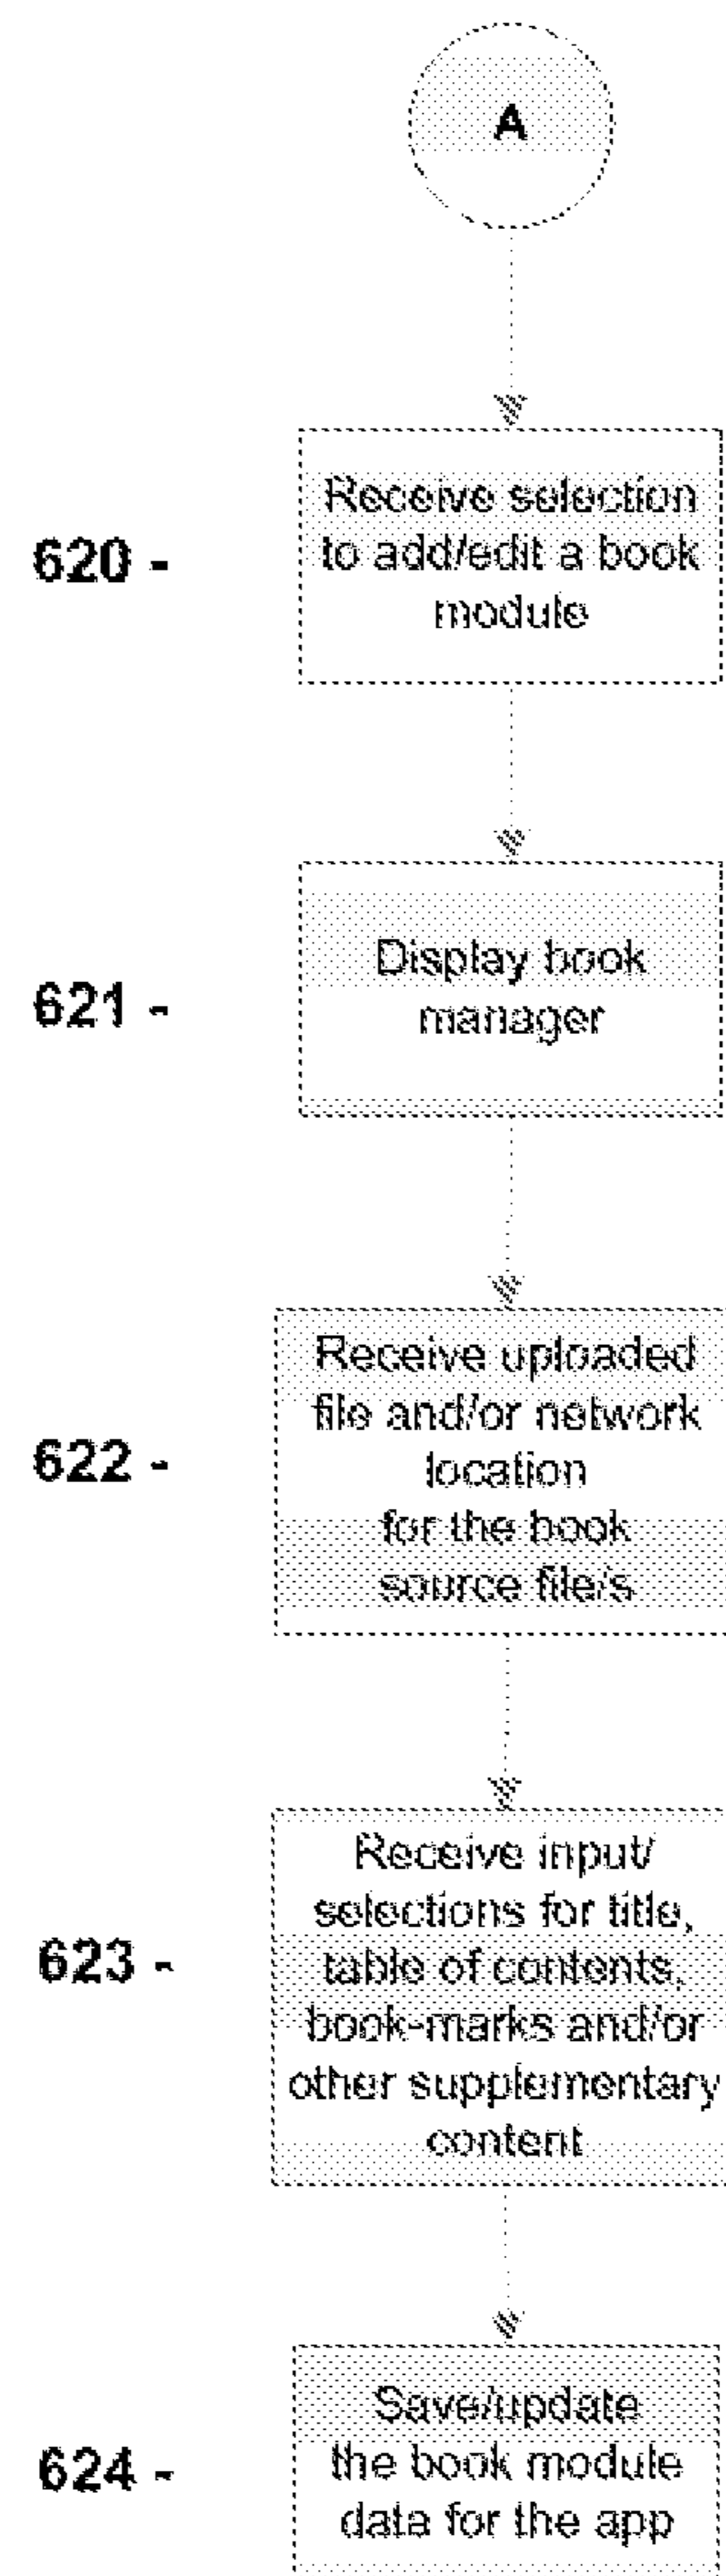 A
620 -
Receive selection
to add/edit a book
module
621 -
Display book
manager
622 -
Receive uploaded
file and/or network
location
for the book
source file/s
623 -
Receive input/
selections for title,
table of contents,
book-marks and/or
other supplementary
content
624 -
Save/update
the book module
data for the app